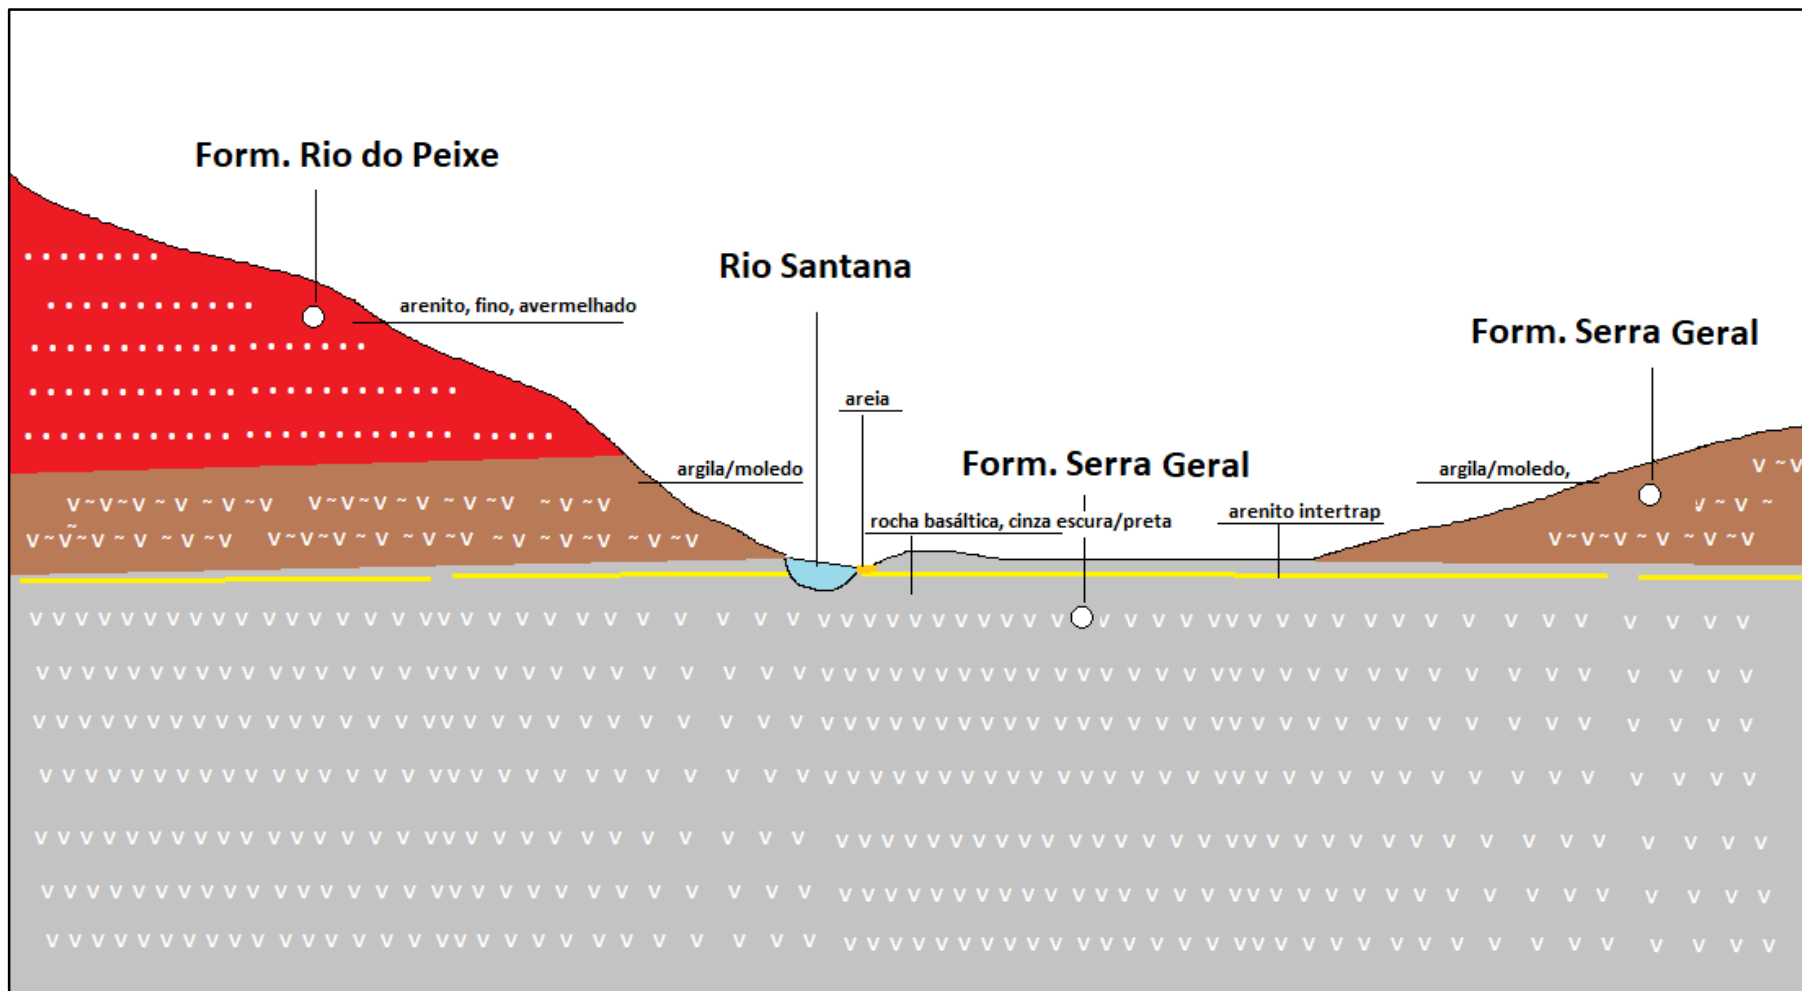 Form. Rio do Peixe
Rio Santana
arenito, fino, avermelhado
Form. Serra Geral
areia
Form. Serra Geral
argila/moledo
argila/moledo,
rocha basáltica, cinza escura/preta
arenito intertrap